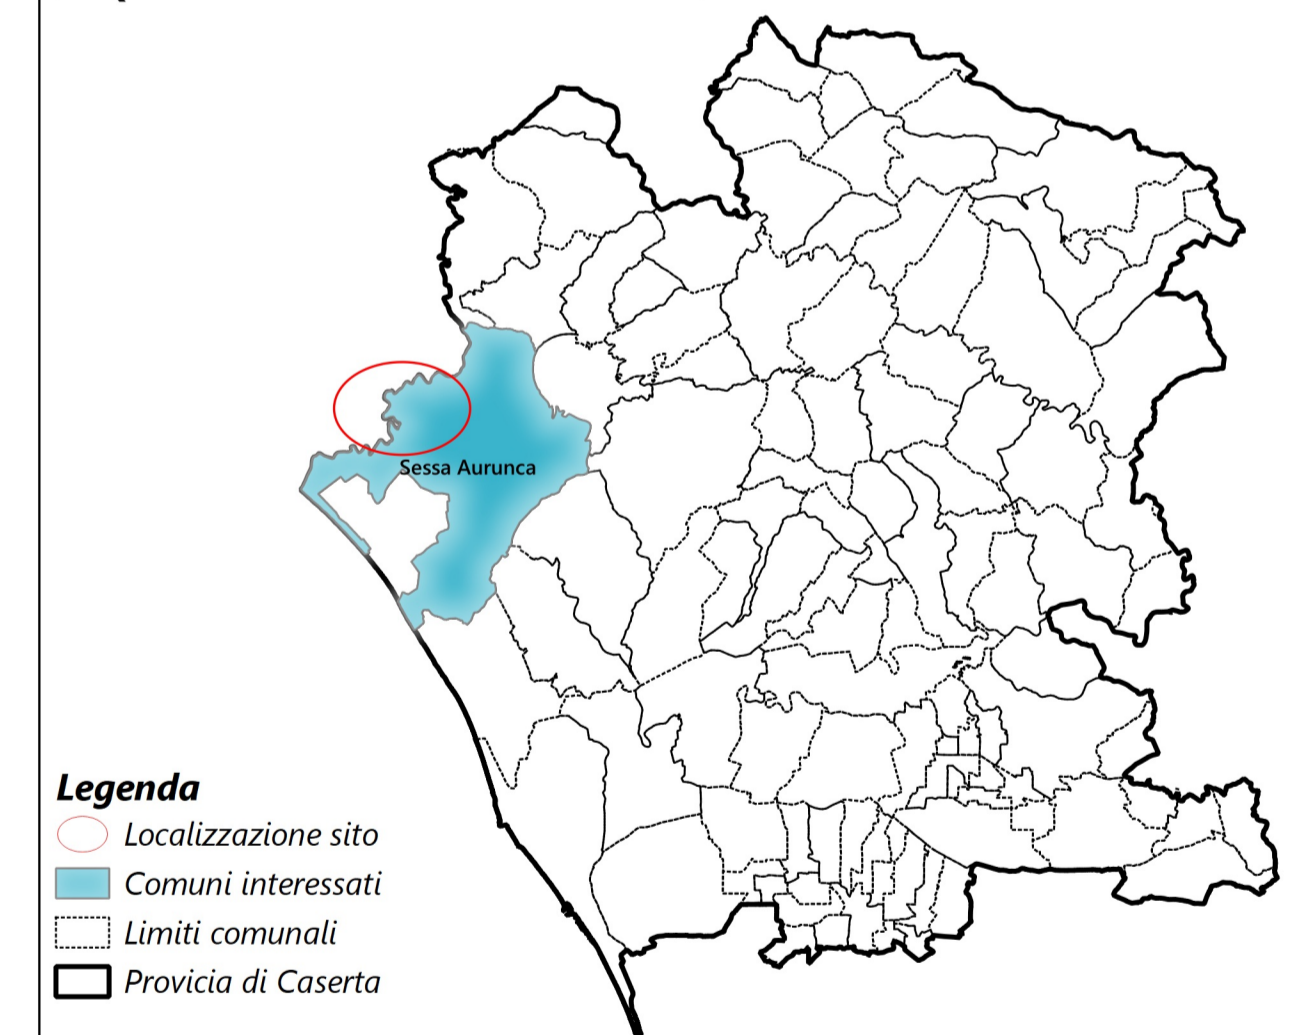 Sessa Aurunca
Legenda
Localizzazione sito
Comuni interessati
Limiti comunali
Provicia di Caserta